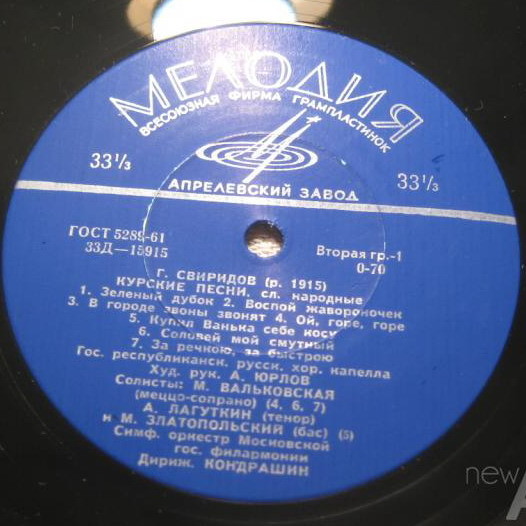 МЕЛОДИЯ
ВСЕСОЮЗНАЯ ФИРМА ГРАМПЛАСТИНОК
33⅓ 33⅓
АПРЕЛЕВСКИЙ ЗАВОД
ГОСТ 5289-61 Вторая гр.-1
33Д—15915 0-70
Г. СВИРИДОВ (р. 1915)
КУРСКИЕ ПЕСНИ, сл. народные
1. Зеленый дубок 2. Воспой жавороночек
3. В городе звоны звонят 4. Ой, горе, горе
5. Купил Ванька себе косу
6. Соловей мой смутный
7. За речкою, за быстрою
Гос. республиканск. русск. хор. капелла
Худ. рук. А. ЮРЛОВ
Солисты: М. ВАЛЬКОВСКАЯ
(меццо-сопрано) (4, 6, 7)
А. ЛАГУТКИН (тенор)
и М. ЗЛАТОПОЛЬСКИЙ (бас) (5)
Симф. оркестр Московской
гос. филармонии
Дириж. КОНДРАШИН
new